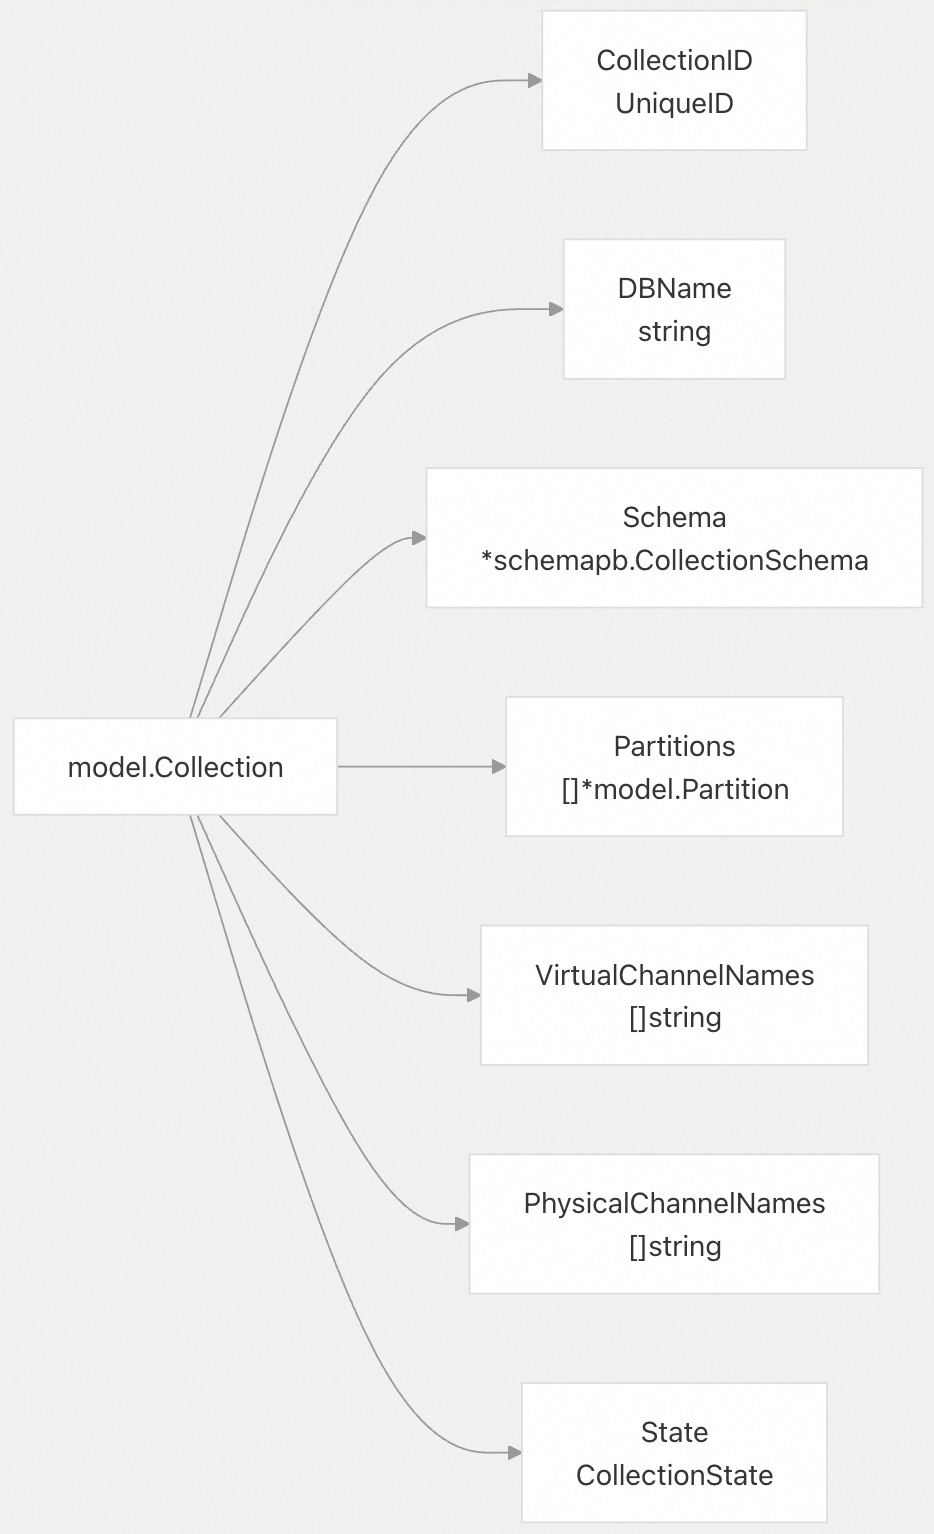 CollectionID
UniqueID
DBName
string
Schema
*schemapb.CollectionSchema
model.Collection
Partitions
[]*model.Partition
VirtualChannelNames
[]string
PhysicalChannelNames
[]string
State
CollectionState